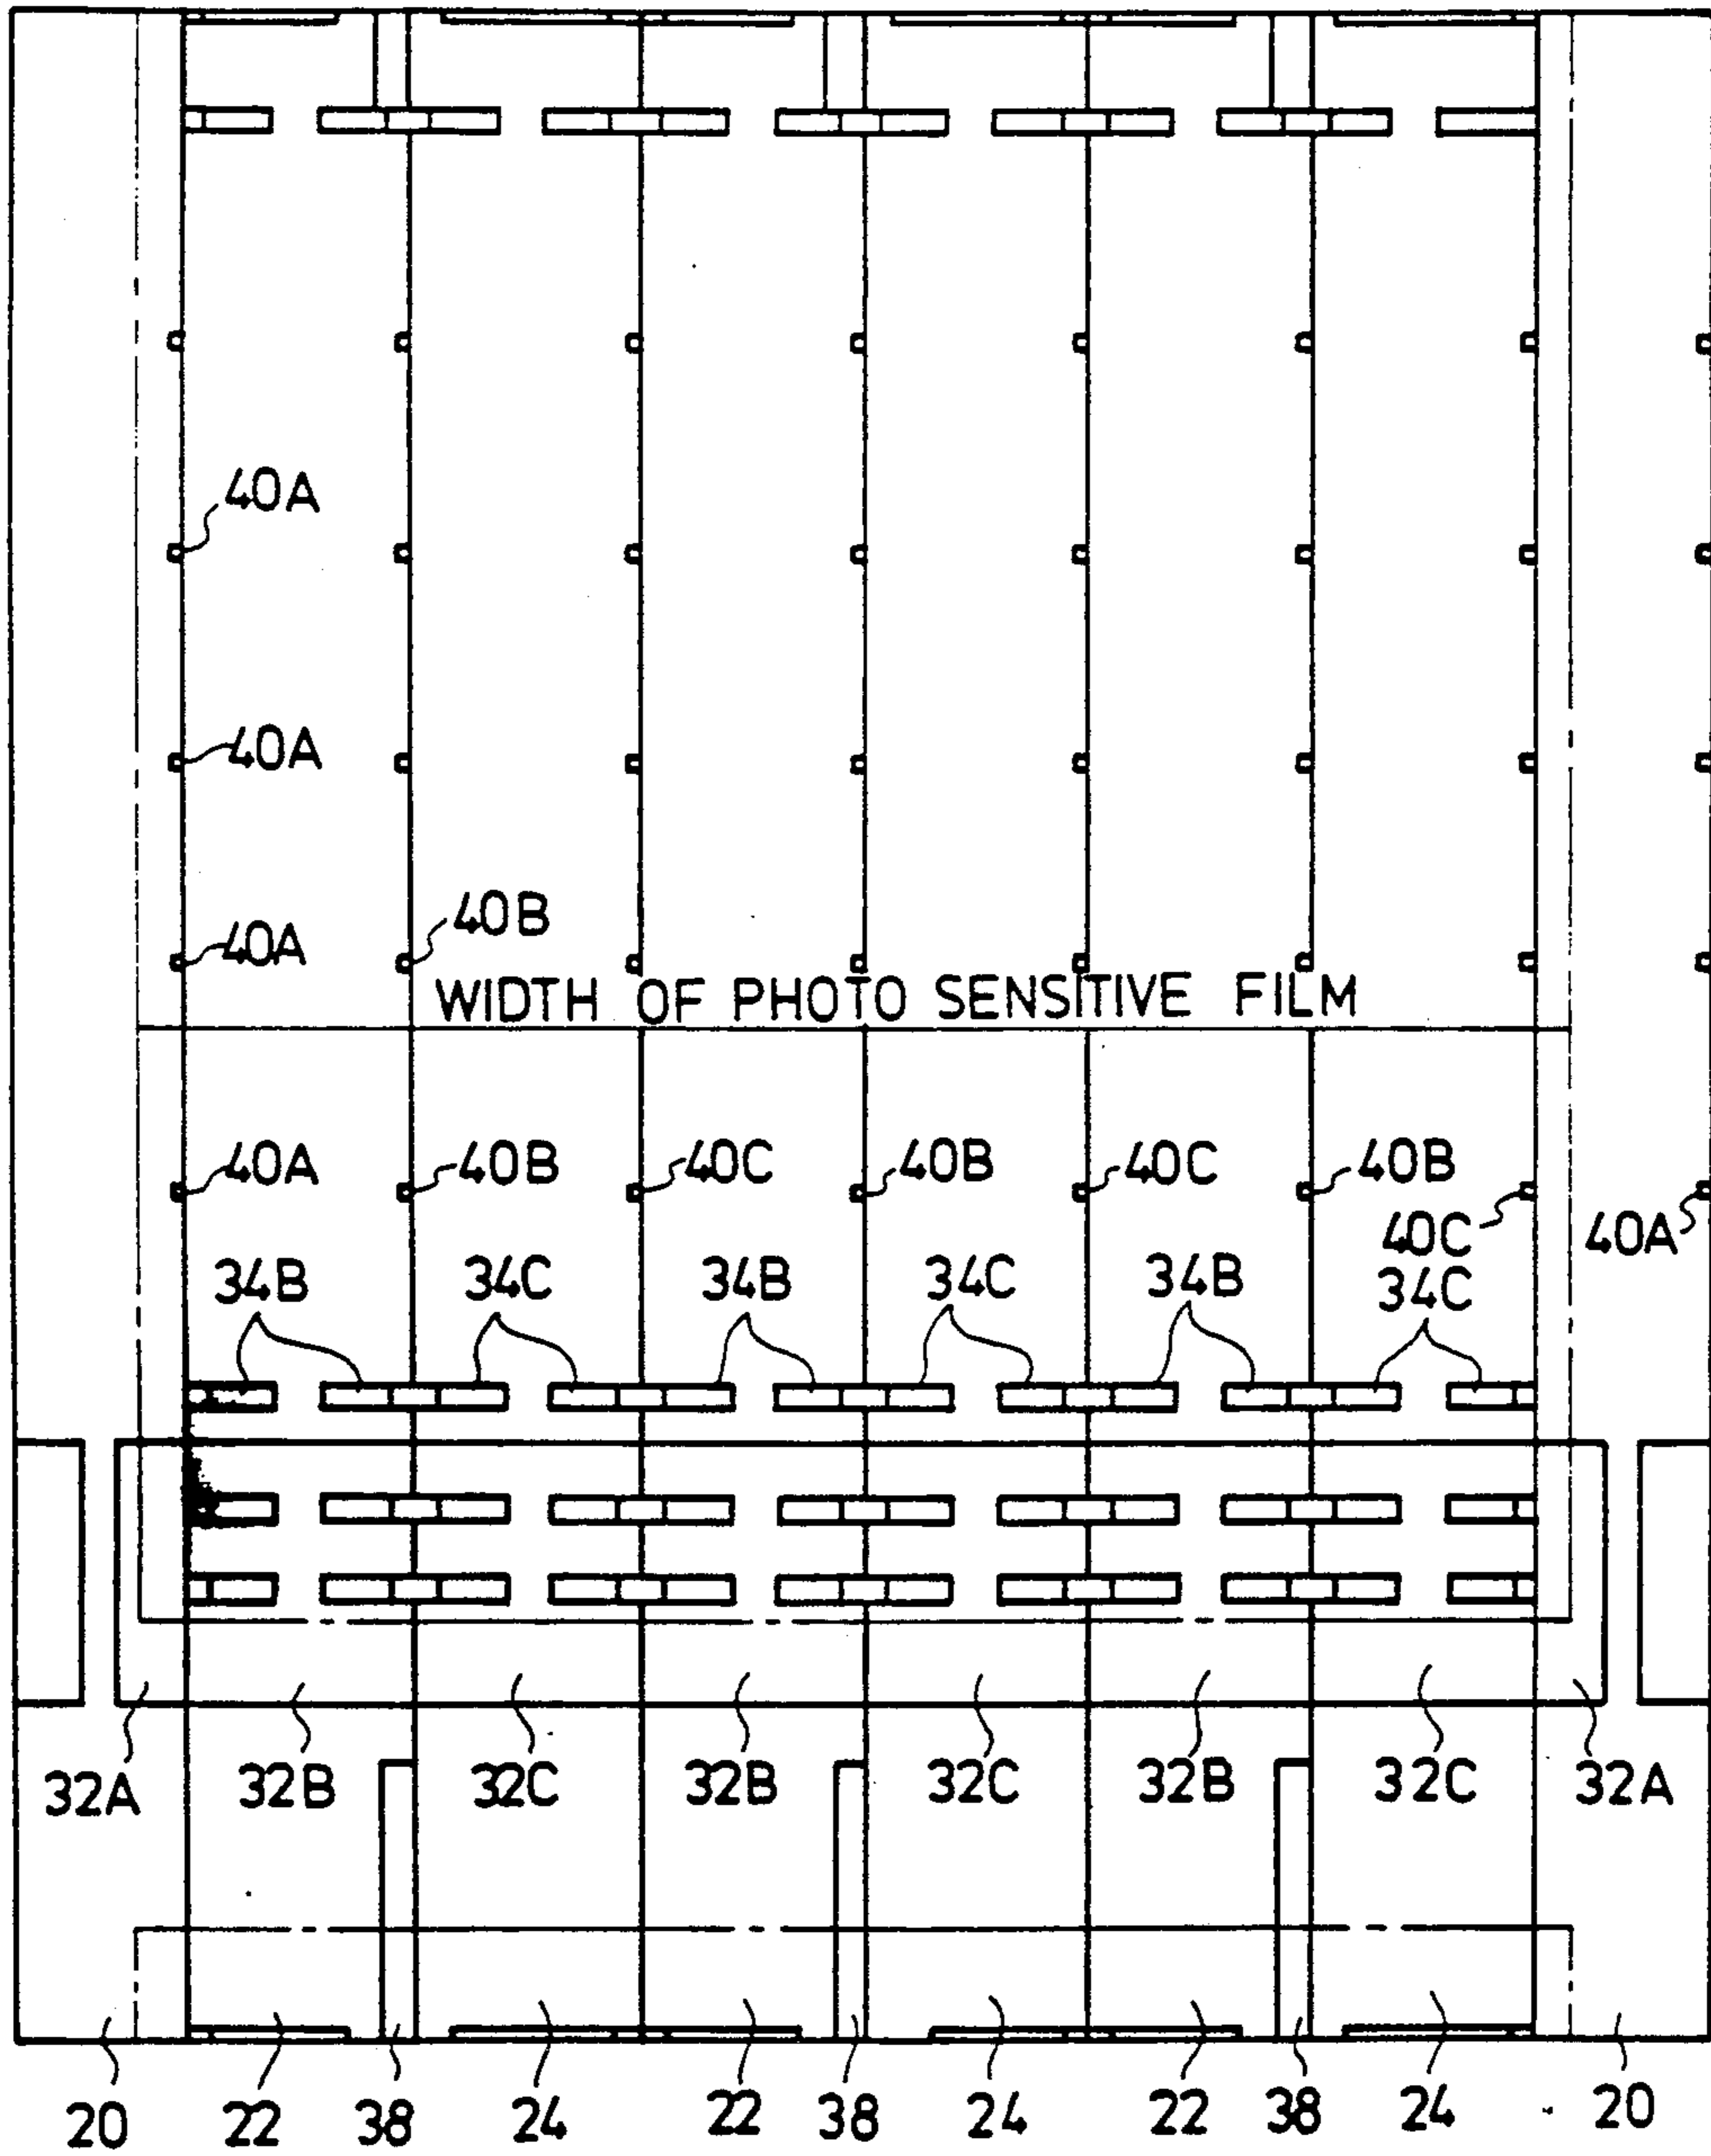 40A
40A
40A 40B
WIDTH OF PHOTO SENSITIVE FILM
40A 40B 40C 40B 40C 40B
40C 40A
34B 34C 34B 34C 34B 34C
32A 32B 32C 32B 32C 32B 32C 32A
20 22 38 24 22 38 24 22 38 24 20